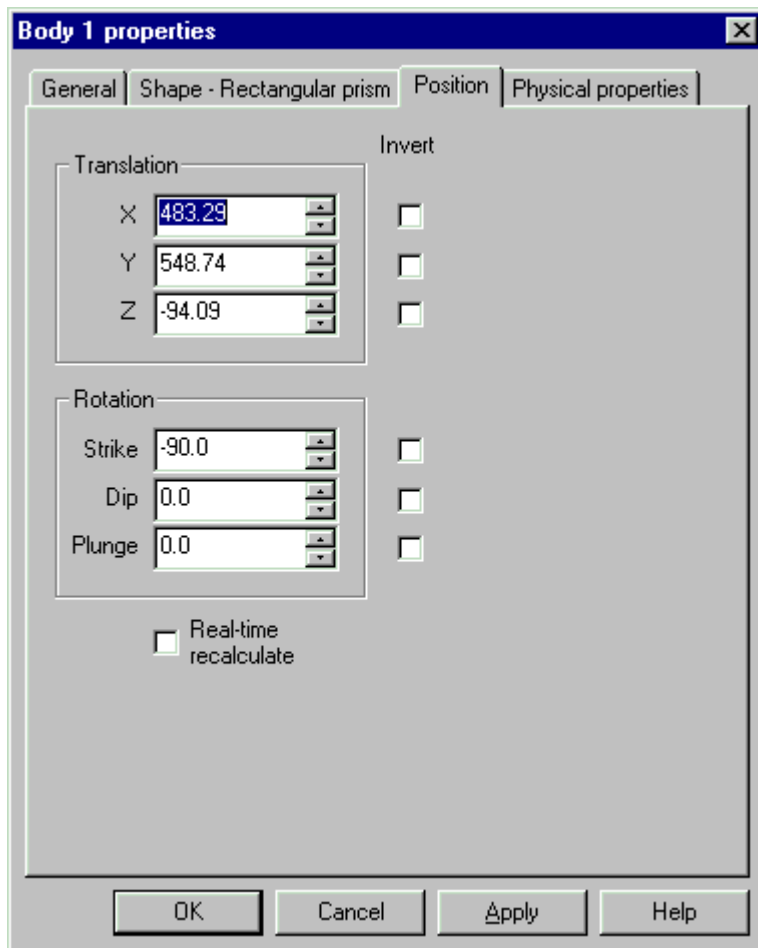 Body 1 properties
General Shape - Rectangular prism Position Physical properties
Invert
Translation
X 483.29
Y 548.74
Z -94.09
Rotation
Strike -90.0
Dip 0.0
Plunge 0.0
Real-time
recalculate
OK Cancel Apply Help